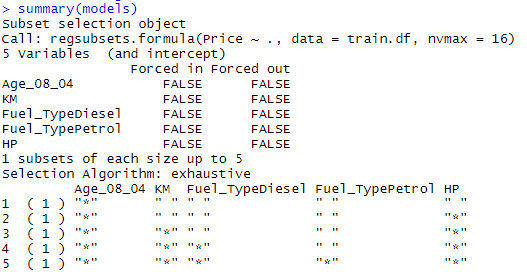 > summary(models)
Subset selection object
Call: regsubsets.formula(Price ~ ., data = train.df, nvmax = 16)
5 Variables  (and intercept)
                Forced in Forced out
Age_08_04           FALSE      FALSE
KM                  FALSE      FALSE
Fuel_TypeDiesel     FALSE      FALSE
Fuel_TypePetrol     FALSE      FALSE
HP                  FALSE      FALSE
1 subsets of each size up to 5
Selection Algorithm: exhaustive
         Age_08_04 KM  Fuel_TypeDiesel Fuel_TypePetrol HP
1  ( 1 ) "*"       " " " "             " "             " "
2  ( 1 ) "*"       " " " "             " "             "*"
3  ( 1 ) "*"       "*" " "             " "             "*"
4  ( 1 ) "*"       "*" "*"             " "             "*"
5  ( 1 ) "*"       "*" "*"             "*"             "*"